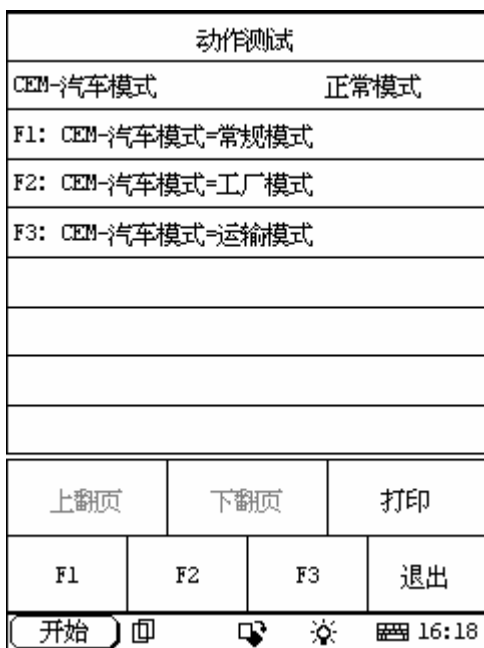 动作测试
CEM-汽车模式 正常模式
F1: CEM-汽车模式=常规模式
F2: CEM-汽车模式=工厂模式
F3: CEM-汽车模式=运输模式
上翻页 下翻页 打印
F1 F2 F3 退出
开始 16:18